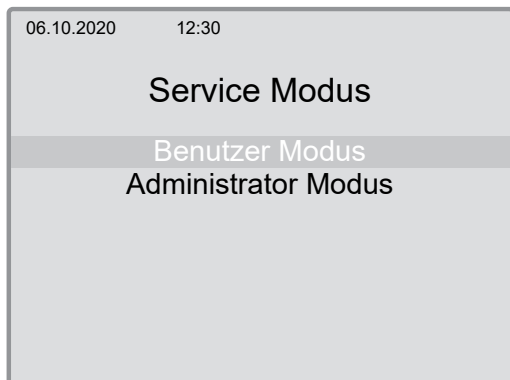 06.10.2020 12:30
Service Modus
Benutzer Modus
Administrator Modus